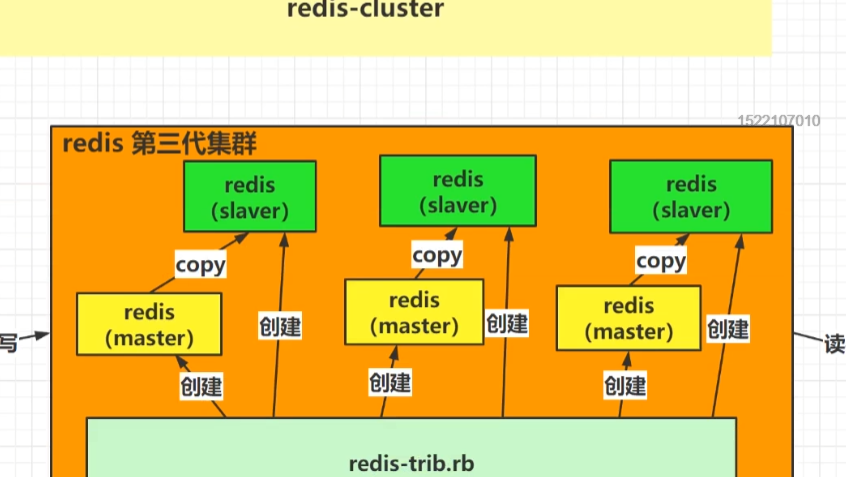 redis-cluster
1522107010
redis 第三代集群
redis
(slaver)
redis
(slaver)
redis
(slaver)
copy
copy
copy
redis
(master)
redis
(master)
redis
(master)
写
创建
创建
创建
读
创建
创建
创建
redis-trib.rb